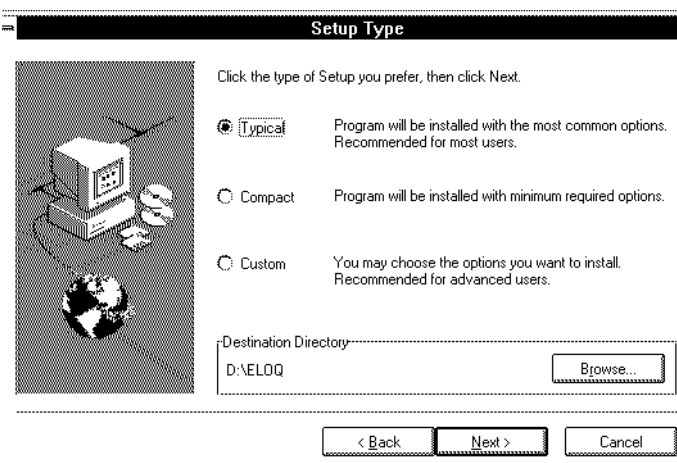 Setup Type
Click the type of Setup you prefer, then click Next.
Typical
Program will be installed with the most common options.
Recommended for most users.
Compact
Program will be installed with minimum required options.
Custom
You may choose the options you want to install.
Recommended for advanced users.
Destination Directory
D:\ELOQ
Browse...
< Back
Next >
Cancel